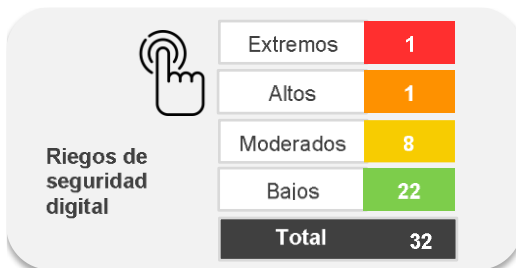 Extremos 1
Altos 1
Moderados 8
Riegos de
seguridad
digital
Bajos 22
Total 32